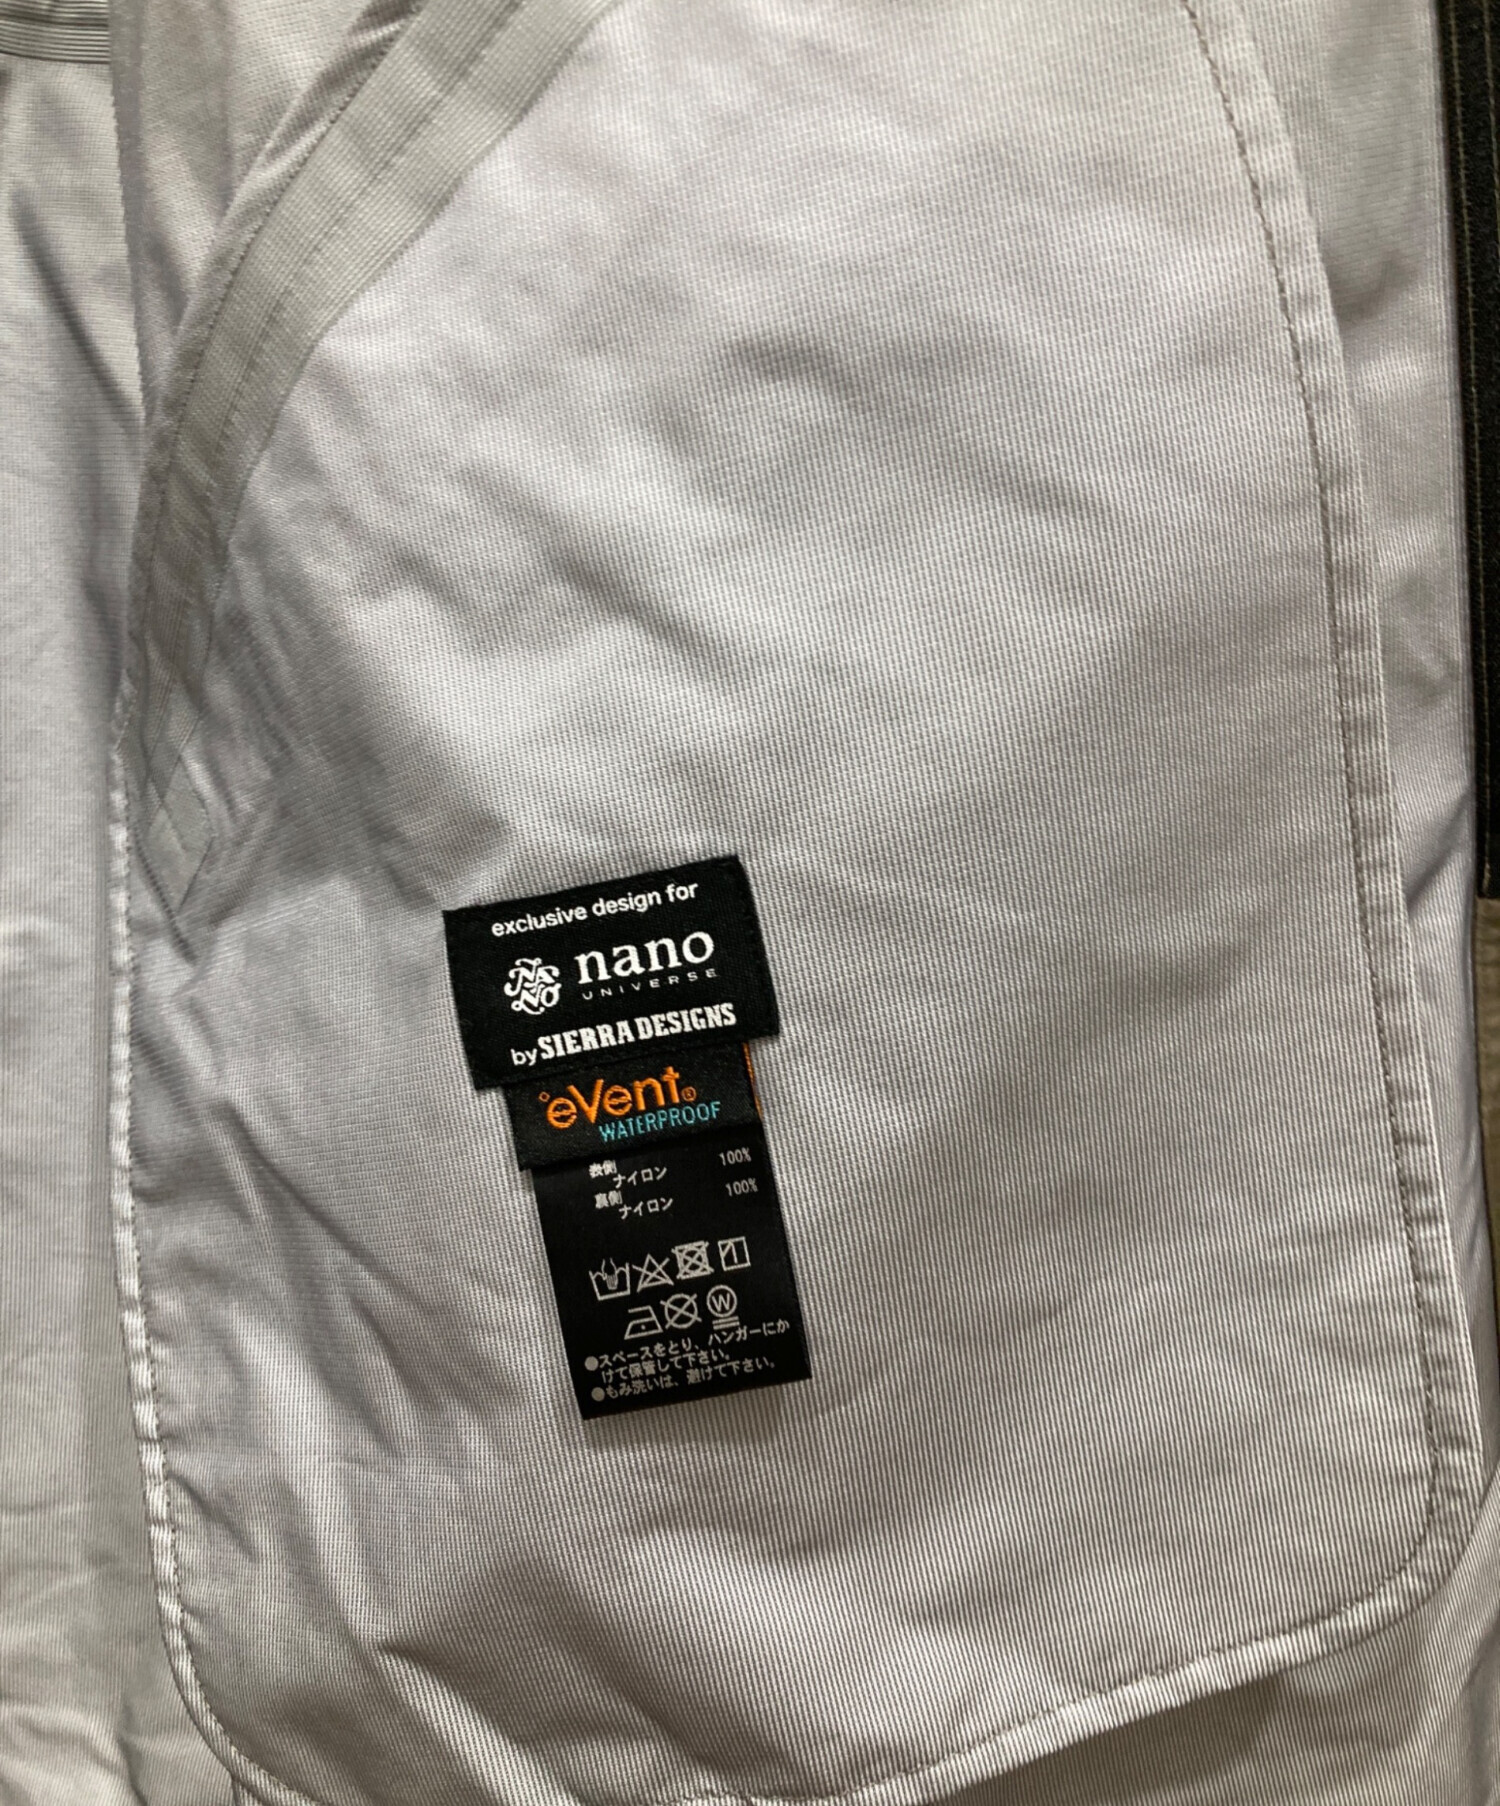 exclusive design for
NANO nano
UNIVERSE
by SIERRA DESIGNS
eVent®
WATERPROOF
表側
ナイロン 100%
裏側
ナイロン 100%
W
●スペースをとり、ハンガーにか
けて保管して下さい。
●もみ洗いは、避けて下さい。